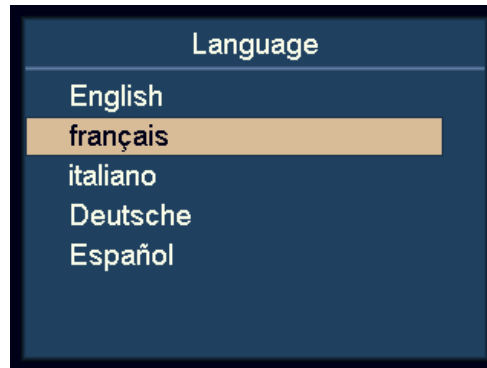 Language
English
français
italiano
Deutsche
Español